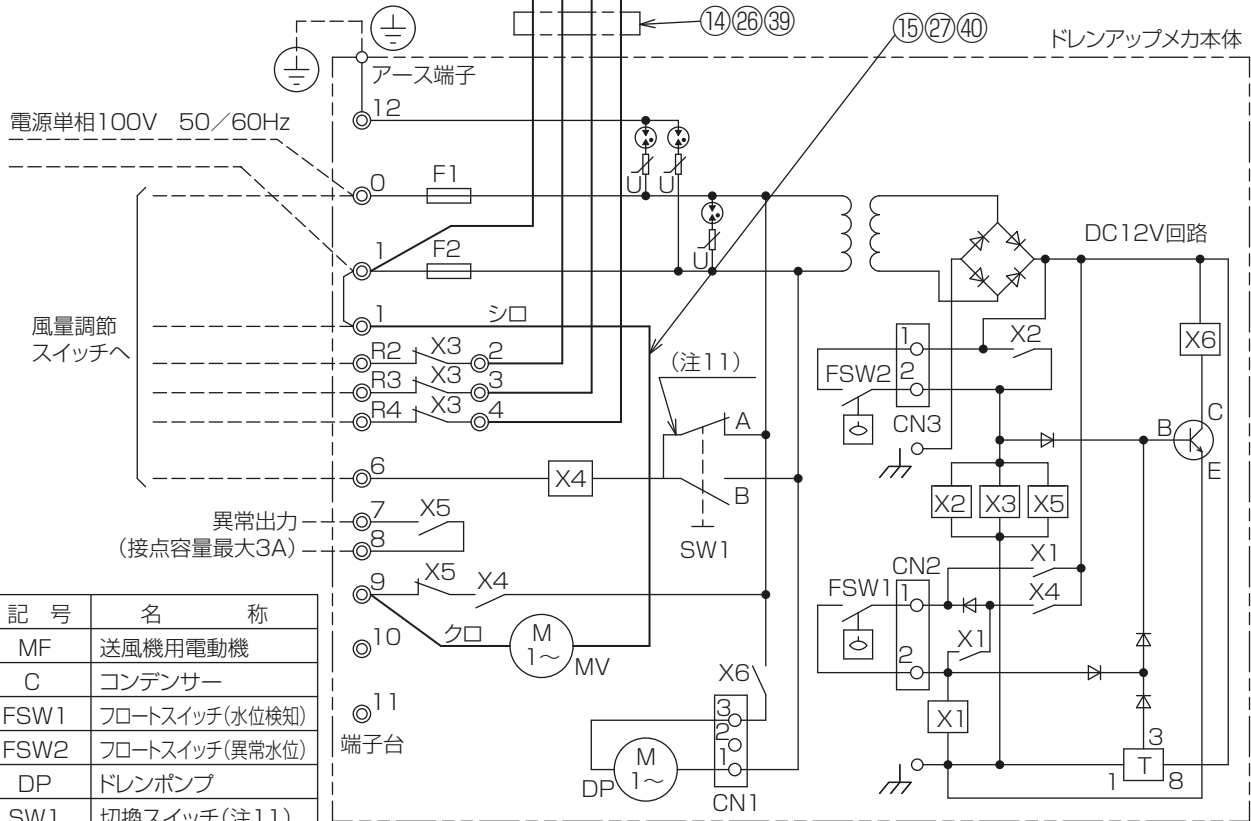 ⑭㉖㊴
⑮㉗㊵
ドレンアップメカ本体
アース端子
12
電源単相100V 50/60Hz
0
F1
U
U
1
F2
U
DC12V回路
1
シロ
風量調節
スイッチへ
R2
X3
2
R3
X3
3
R4
X3
4
(注11)
A
B
SW1
6
X4
1
X2
FSW2
2
CN3
X6
B
C
E
X2
X3
X5
7
X5
異常出力
8
(接点容量最大3A)
9
X5
X4
クロ
M
1~
MV
10
11
端子台
X6
3
2
1
M
1~
DP
CN1
CN2
X1
FSW1
1
X4
X1
2
X1
3
T
1
8
記 号 名 称
MF 送風機用電動機
C コンデンサー
FSW1 フロートスイッチ(水位検知)
FSW2 フロートスイッチ(異常水位)
DP ドレンポンプ
SW1 切換スイッチ(注11)